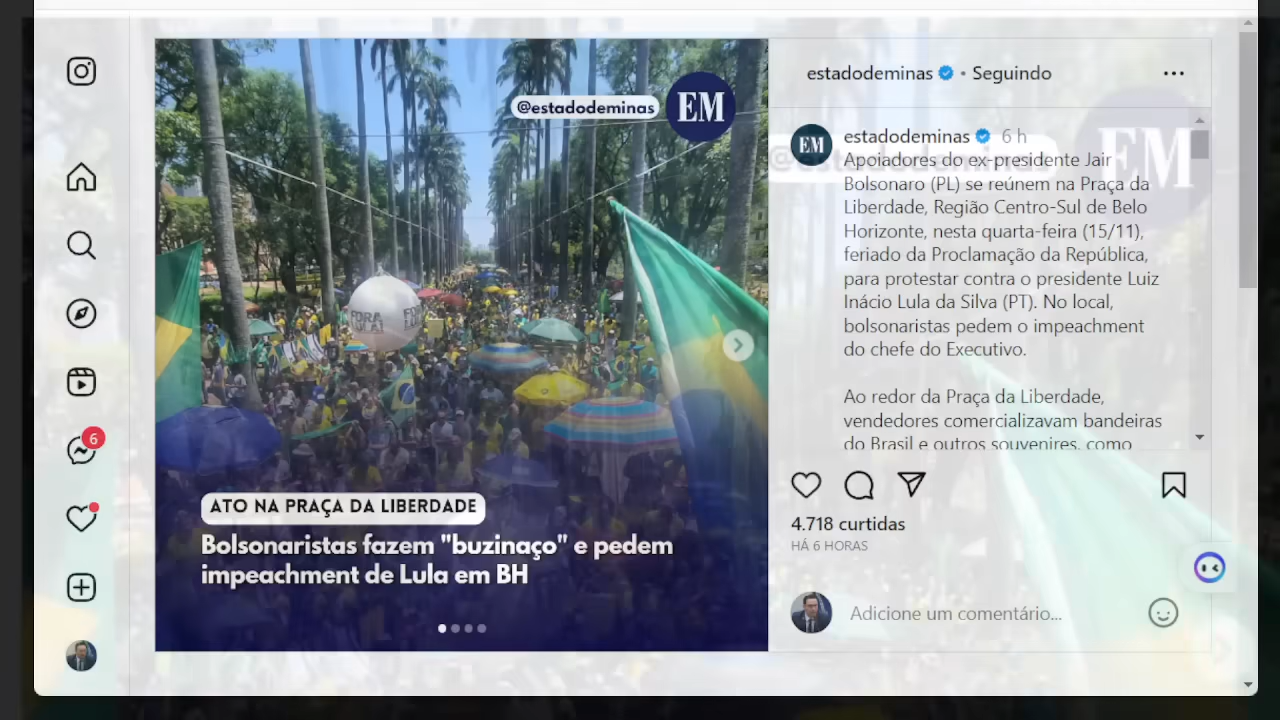 @estadodeminas
EM
FORA
LULA!
ATO NA PRAÇA DA LIBERDADE
Bolsonaristas fazem "buzinaço" e pedem
impeachment de Lula em BH
6
estadodeminas • Seguindo
EM
estadodeminas 6 h
Apoiadores do ex-presidente Jair
Bolsonaro (PL) se reúnem na Praça da
Liberdade, Região Centro-Sul de Belo
Horizonte, nesta quarta-feira (15/11),
feriado da Proclamação da República,
para protestar contra o presidente Luiz
Inácio Lula da Silva (PT). No local,
bolsonaristas pedem o impeachment
do chefe do Executivo.
Ao redor da Praça da Liberdade,
vendedores comercializavam bandeiras
do Brasil e outros souvenires, como
4.718 curtidas
HÁ 6 HORAS
Adicione um comentário...
@estadodeminas
EM